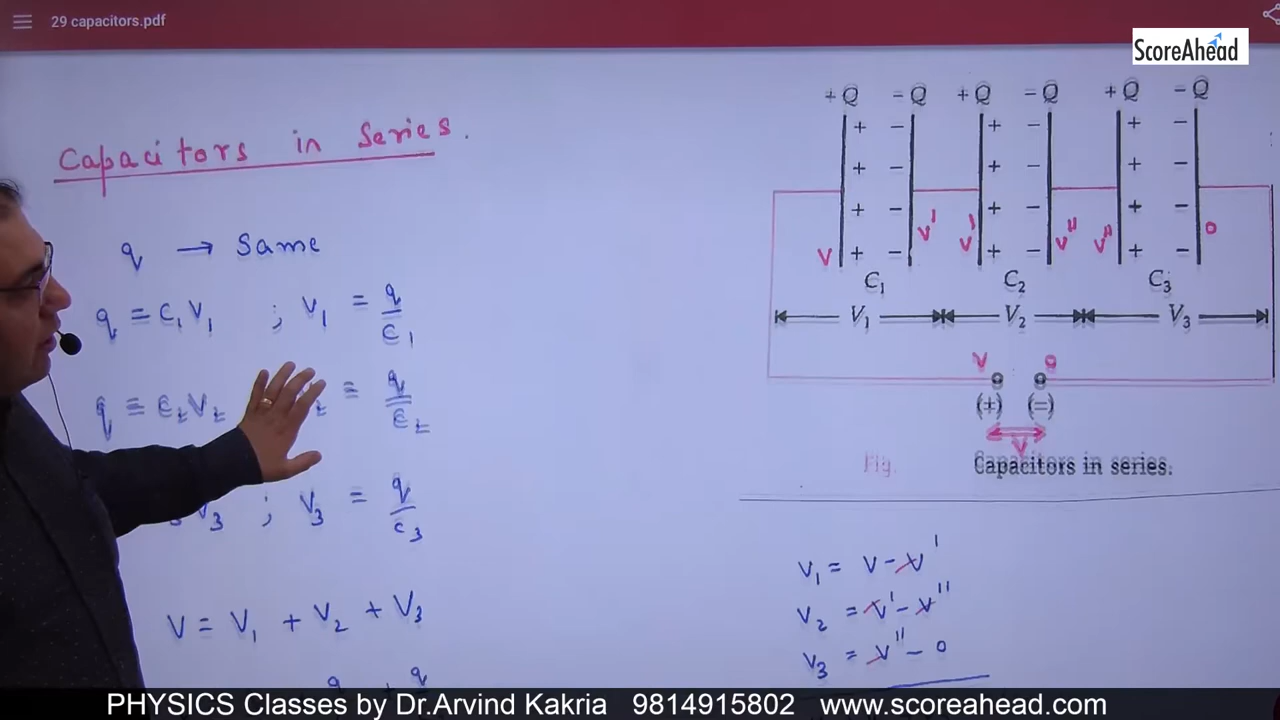 29 capacitors.pdf
ScoreAhead
Capacitors in Series.
q → Same
q = C₁V₁ ; V₁ = q/C₁
q = C₂V₂ = q/C₂
V₃ ; V₃ = q/C₃
V = V₁ + V₂ + V₃
q + q
+Q −Q +Q −Q +Q −Q
V V' V' V'' V'' 0
C₁ C₂ C₃
V₁ V₂ V₃
V 0
(+) (−)
V
Fig. Capacitors in series.
V₁ = V − V'
V₂ = V' − V''
V₃ = V'' − 0
PHYSICS Classes by Dr.Arvind Kakria 9814915802 www.scoreahead.com